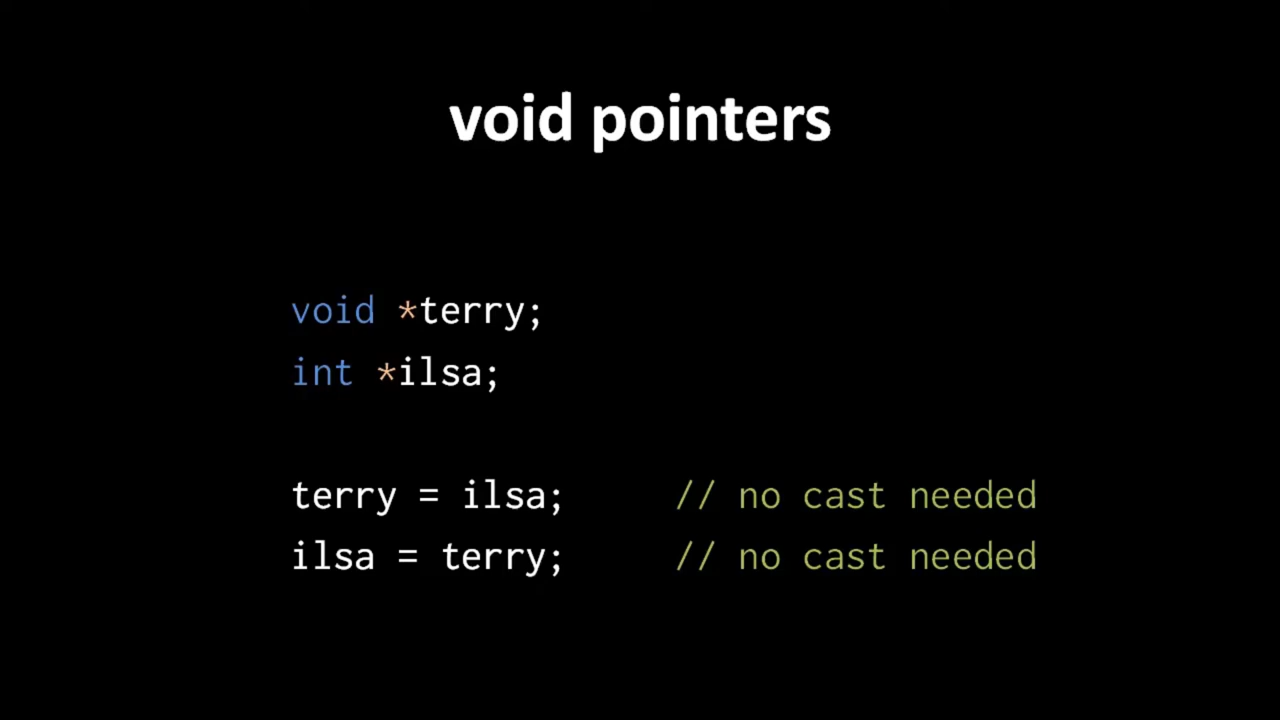 void pointers
void *terry;
int *ilsa;
terry = ilsa; // no cast needed
ilsa = terry; // no cast needed